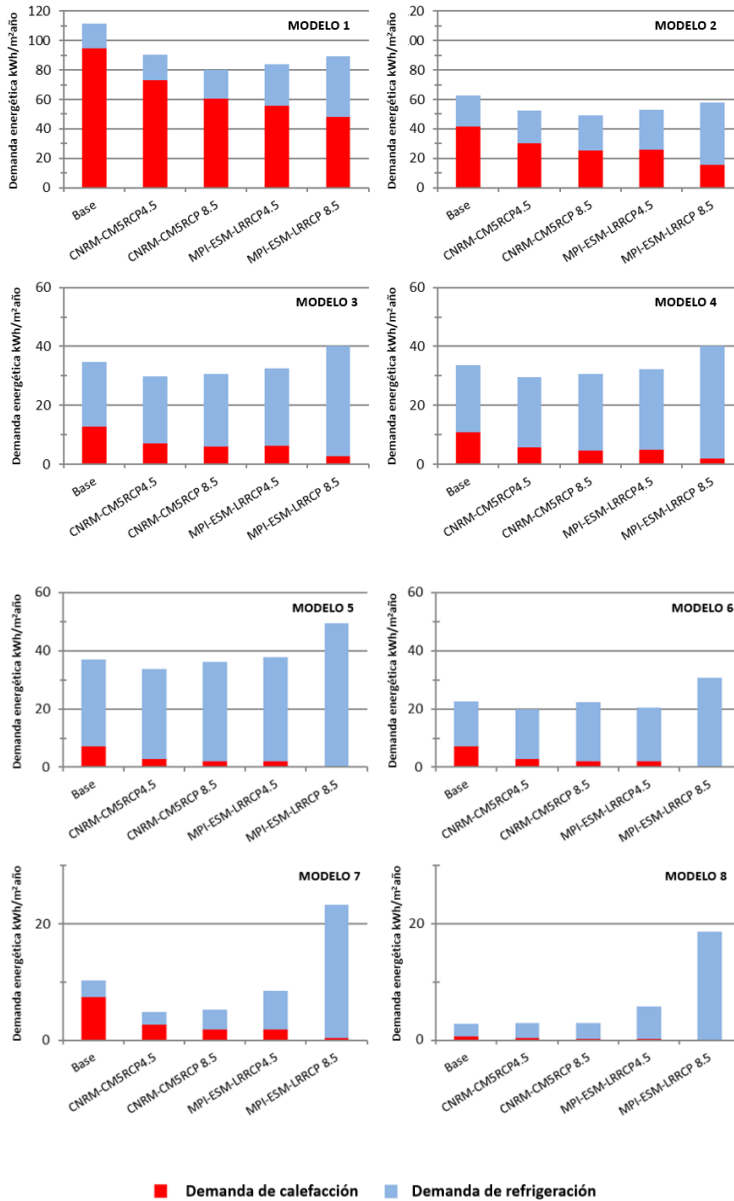 Demanda energética kWh/m²año
MODELO 1
120
100
80
60
40
20
0
Base
CNRM-CM5RCP4.5
CNRM-CM5RCP 8.5
MPI-ESM-LRRCP4.5
MPI-ESM-LRRCP 8.5
Demanda energética kWh/m²año
MODELO 2
20
00
80
60
40
20
0
Base
CNRM-CM5RCP4.5
CNRM-CM5RCP 8.5
MPI-ESM-LRRCP4.5
MPI-ESM-LRRCP 8.5
Demanda energética kWh/m²año
MODELO 3
60
40
20
0
Base
CNRM-CM5RCP4.5
CNRM-CM5RCP 8.5
MPI-ESM-LRRCP4.5
MPI-ESM-LRRCP 8.5
Demanda energética kWh/m²año
MODELO 4
60
40
20
0
Base
CNRM-CM5RCP4.5
CNRM-CM5RCP 8.5
MPI-ESM-LRRCP4.5
MPI-ESM-LRRCP 8.5
Demanda energética kWh/m²año
MODELO 5
60
40
20
0
Base
CNRM-CM5RCP4.5
CNRM-CM5RCP 8.5
MPI-ESM-LRRCP4.5
MPI-ESM-LRRCP 8.5
Demanda energética kWh/m²año
MODELO 6
60
40
20
0
Base
CNRM-CM5RCP4.5
CNRM-CM5RCP 8.5
MPI-ESM-LRRCP4.5
MPI-ESM-LRRCP 8.5
Demanda energética kWh/m²año
MODELO 7
20
0
Base
CNRM-CM5RCP4.5
CNRM-CM5RCP 8.5
MPI-ESM-LRRCP4.5
MPI-ESM-LRRCP 8.5
Demanda energética kWh/m²año
MODELO 8
20
0
Base
CNRM-CM5RCP4.5
CNRM-CM5RCP 8.5
MPI-ESM-LRRCP4.5
MPI-ESM-LRRCP 8.5
Demanda de calefacción
Demanda de refrigeración